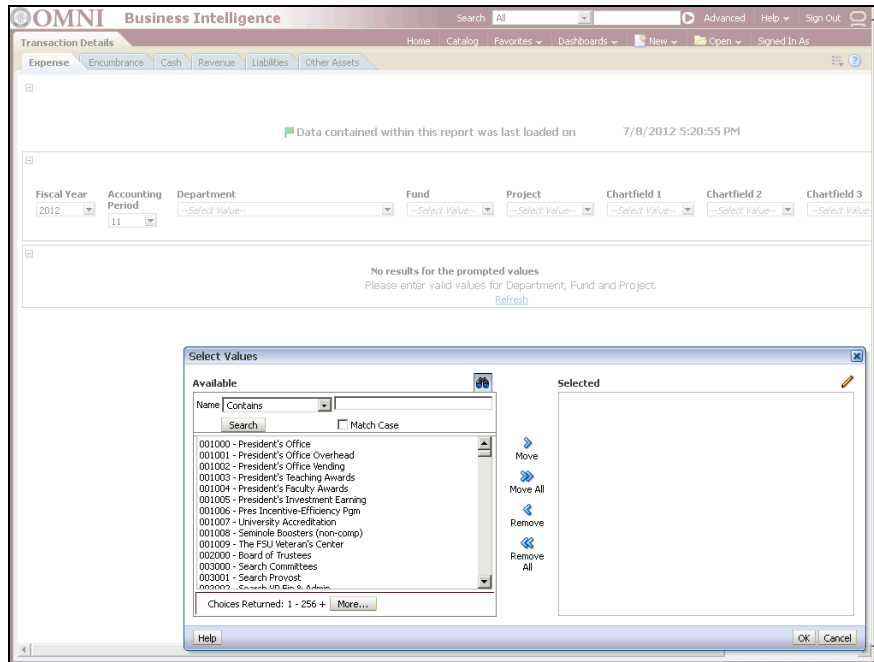 OMNI Business Intelligence Search All Advanced Help Sign Out
Transaction Details Home Catalog Favorites Dashboards New Open Signed In As
Expense Encumbrance Cash Revenue Liabilities Other Assets
Data contained within this report was last loaded on 7/8/2012 5:20:55 PM
Fiscal Year Accounting Period Department Fund Project Chartfield 1 Chartfield 2 Chartfield 3
2012 11 --Select Value-- --Select Value-- --Select Value-- --Select Value-- --Select Value-- --Select Value
No results for the prompted values
Please enter valid values for Department, Fund and Project.
Refresh
Select Values
Available Selected
Name Contains
Search Match Case
001000 - President's Office
001001 - President's Office Overhead
001002 - President's Office Vending
001003 - President's Teaching Awards
001004 - President's Faculty Awards
001005 - President's Investment Earning
001006 - Pres Incentive-Efficiency Pgm
001007 - University Accreditation
001008 - Seminole Boosters (non-comp)
001009 - The FSU Veteran's Center
002000 - Board of Trustees
003000 - Search Committees
003001 - Search Provost
003002 - Search VP Fin & Admin
Move
Move All
Remove
Remove All
Choices Returned: 1 - 256 + More...
Help OK Cancel